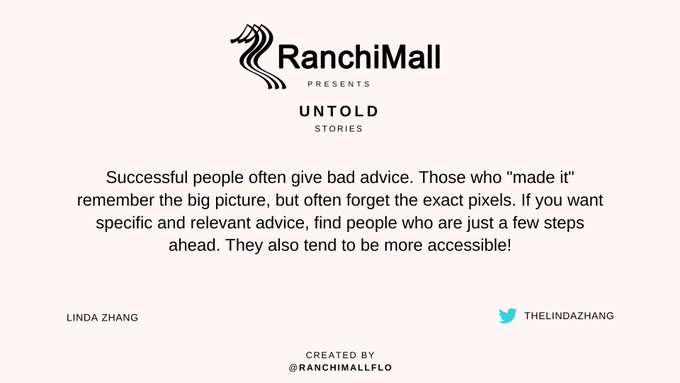 RanchiMall
PRESENTS
UNTOLD
STORIES
Successful people often give bad advice. Those who "made it"
remember the big picture, but often forget the exact pixels. If you want
specific and relevant advice, find people who are just a few steps
ahead. They also tend to be more accessible!
LINDA ZHANG
THELINDAZHANG
CREATED BY
@RANCHIMALLFLO